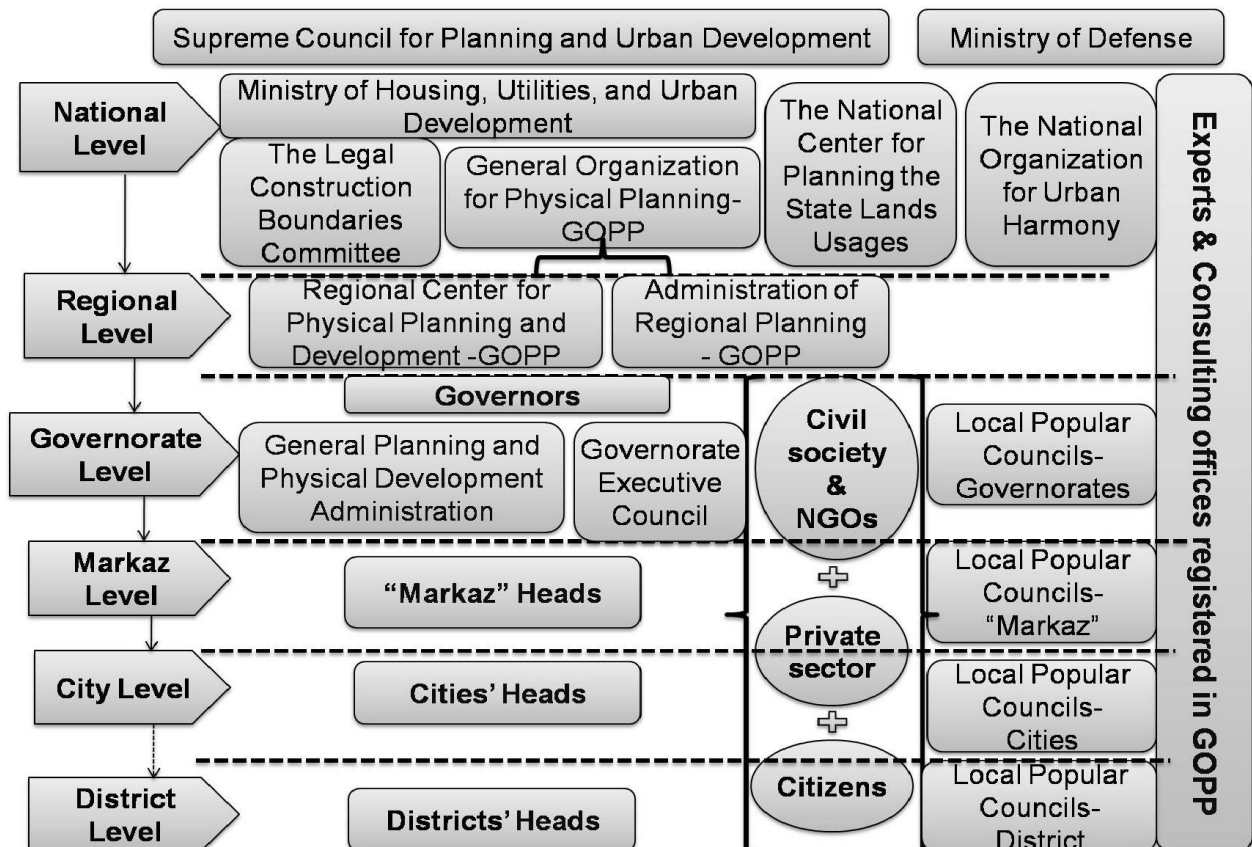 Supreme Council for Planning and Urban Development
Ministry of Defense
National
Level
Ministry of Housing, Utilities, and Urban
Development
The Legal
Construction
Boundaries
Committee
General Organization
for Physical Planning-
GOPP
The National
Center for
Planning the
State Lands
Usages
The National
Organization
for Urban
Harmony
Experts & Consulting offices registered in GOPP
Regional
Level
Regional Center for
Physical Planning and
Development -GOPP
Administration of
Regional Planning
- GOPP
Governorate
Level
Governors
General Planning and
Physical Development
Administration
Governorate
Executive
Council
Civil
society
&
NGOs
Local Popular
Councils-
Governorates
Markaz
Level
“Markaz” Heads
Private
sector
Local Popular
Councils-
“Markaz”
City Level
Cities’ Heads
Local Popular
Councils-
Cities
District
Level
Districts’ Heads
Citizens
Local Popular
Councils-
District